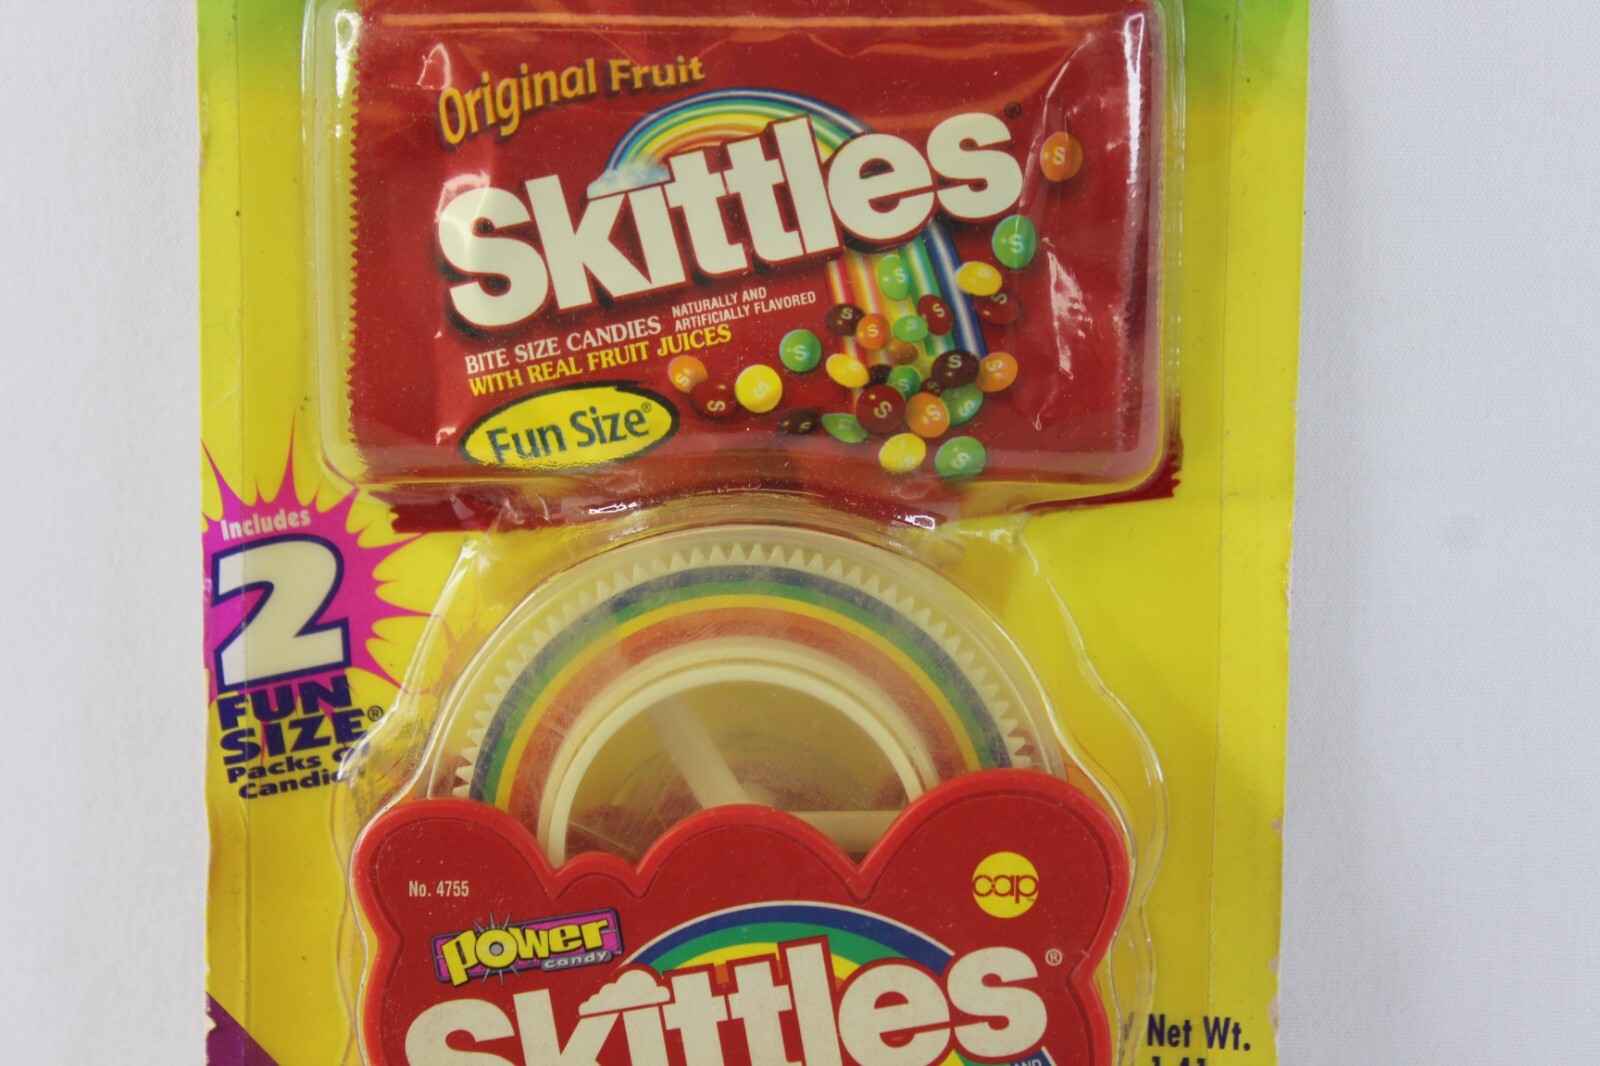 Original Fruit
Skittles®
BITE SIZE CANDIES
NATURALLY AND
ARTIFICIALLY FLAVORED
WITH REAL FRUIT JUICES
Fun Size®
Includes
2
FUN
SIZE®
Packs of
No. 4755
cap
power
candy
Skittles®
Net Wt.